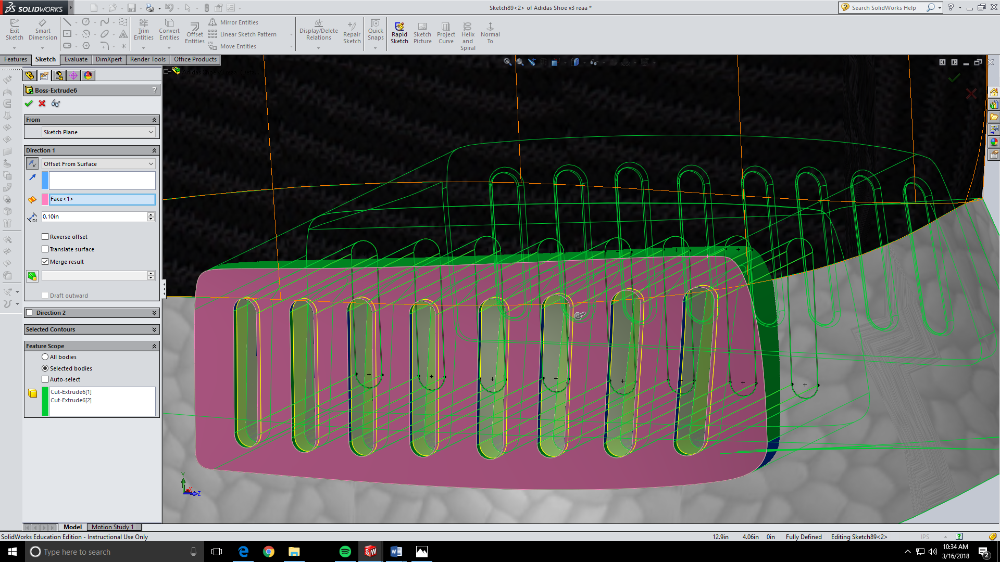 SOLIDWORKS
Sketch89<2> of Adidas Shoe v3 reaa *
Search SolidWorks Help
Exit Sketch
Smart Dimension
Trim Entities
Convert Entities
Offset Entities
Mirror Entities
Linear Sketch Pattern
Move Entities
Display/Delete Relations
Repair Sketch
Quick Snaps
Rapid Sketch
Sketch Picture
Project Curve
Helix and Spiral
Normal To
Features
Sketch
Evaluate
DimXpert
Render Tools
Office Products
Boss-Extrude6
?
From
Sketch Plane
Direction 1
Offset From Surface
Face<1>
D1
0.10in
Reverse offset
Translate surface
Merge result
Draft outward
Direction 2
Selected Contours
Feature Scope
All bodies
Selected bodies
Auto-select
Cut-Extrude6[1]
Cut-Extrude6[2]
Y
X
Z
Model
Motion Study 1
SolidWorks Education Edition - Instructional Use Only
12.9in
4.06in
0in
Fully Defined
Editing Sketch89<2>
IPS
?
Type here to search
10:34 AM
3/16/2018
2